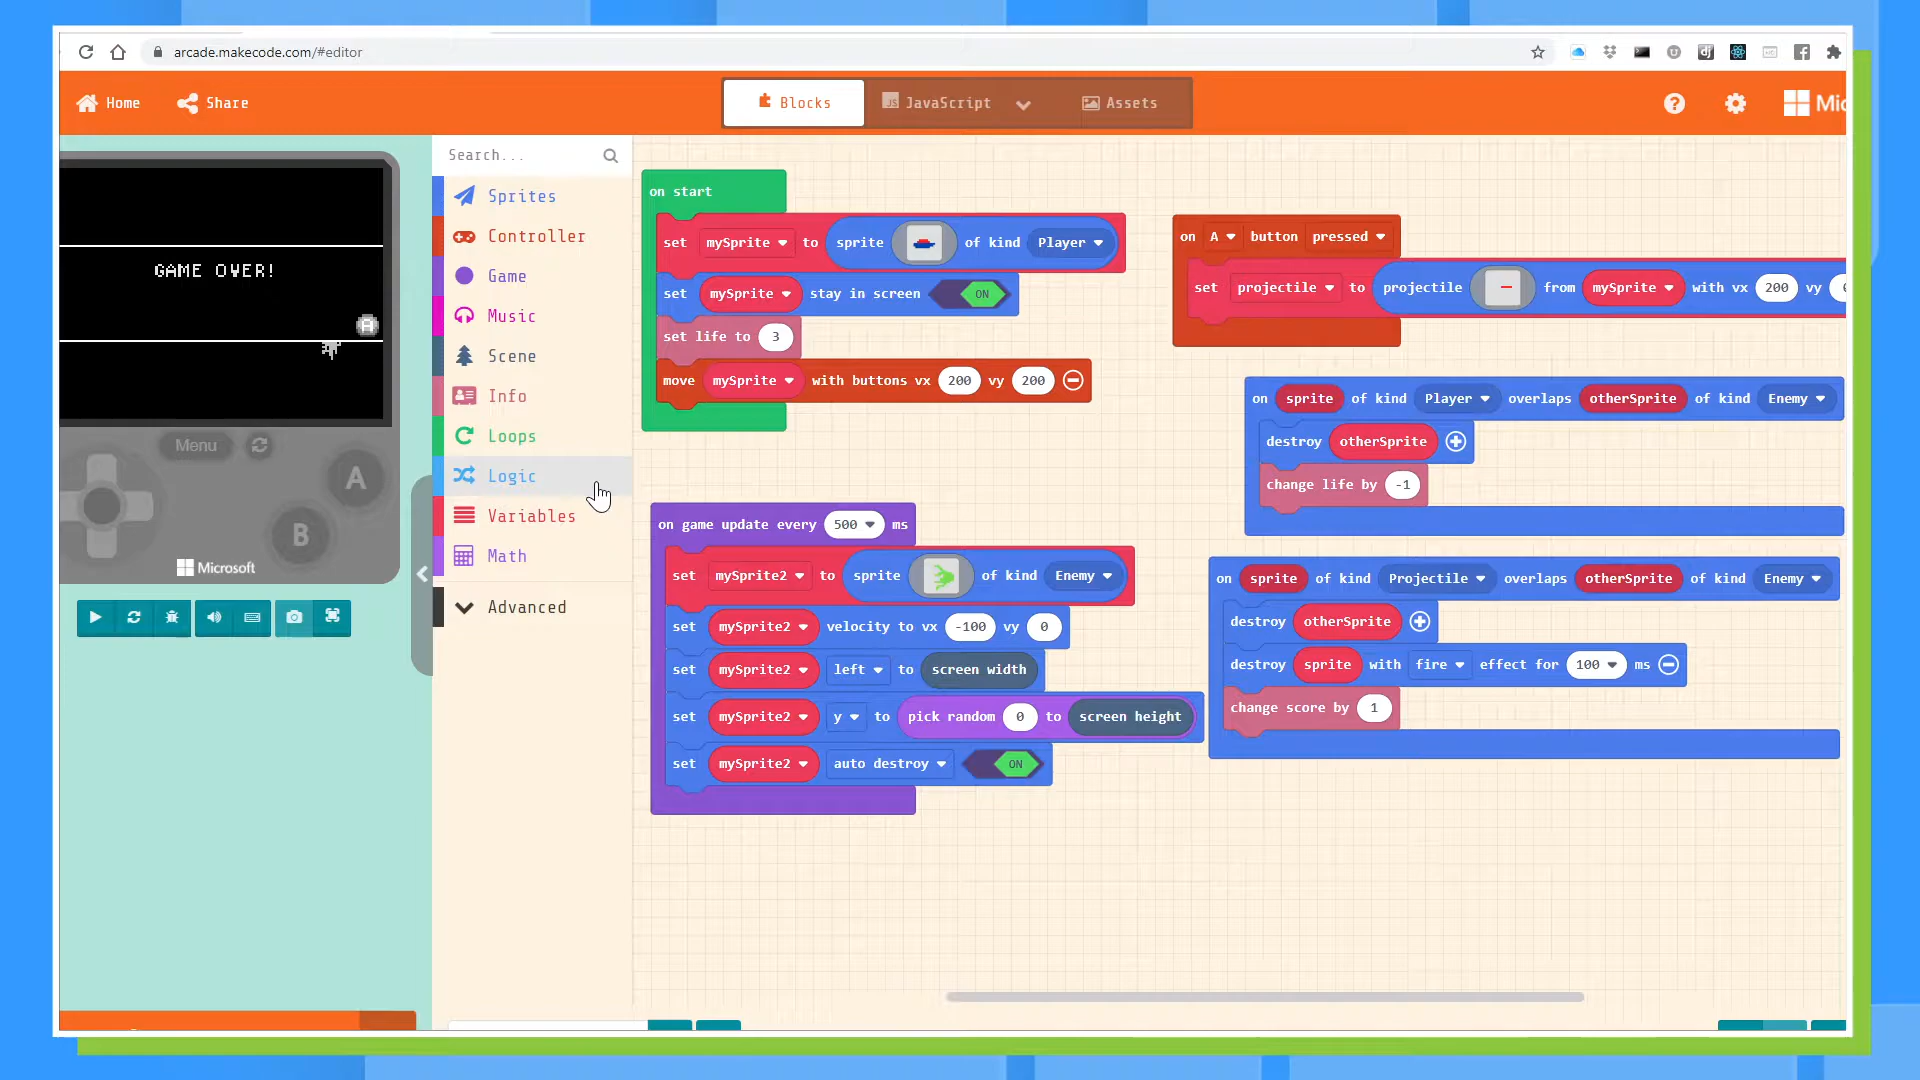 arcade.makecode.com/#editor
Home
Share
Blocks
JS JavaScript
Assets
?
GAME OVER!
A
Menu
A
B
Microsoft
Search...
Sprites
Controller
Game
Music
Scene
Info
Loops
Logic
Variables
Math
Advanced
on start
set mySprite to sprite of kind Player
set mySprite stay in screen ON
set life to 3
move mySprite with buttons vx 200 vy 200
on game update every 500 ms
set mySprite2 to sprite of kind Enemy
set mySprite2 velocity to vx -100 vy 0
set mySprite2 left to screen width
set mySprite2 y to pick random 0 to screen height
set mySprite2 auto destroy ON
on A button pressed
set projectile to projectile from mySprite with vx 200 vy
on sprite of kind Player overlaps otherSprite of kind Enemy
destroy otherSprite
change life by -1
on sprite of kind Projectile overlaps otherSprite of kind Enemy
destroy otherSprite
destroy sprite with fire effect for 100 ms
change score by 1